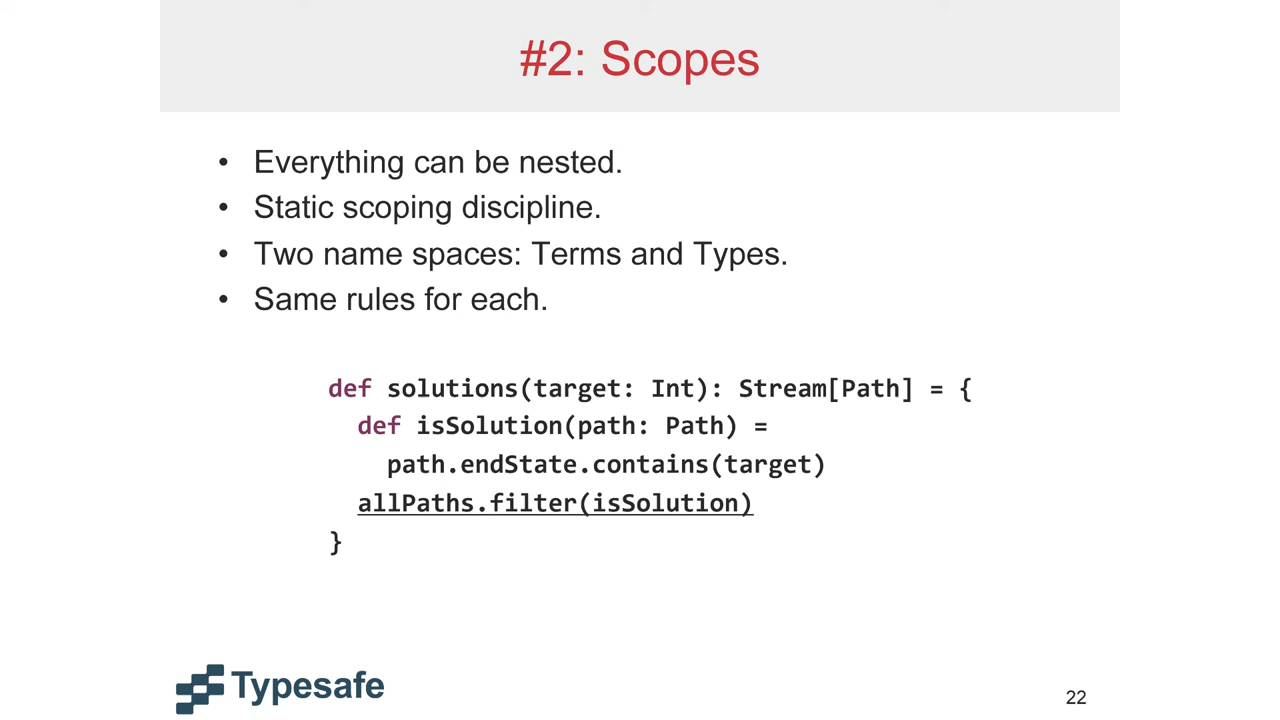 #2: Scopes
• Everything can be nested.
• Static scoping discipline.
• Two name spaces: Terms and Types.
• Same rules for each.
def solutions(target: Int): Stream[Path] = {
  def isSolution(path: Path) =
    path.endState.contains(target)
  allPaths.filter(isSolution)
}
Typesafe
22